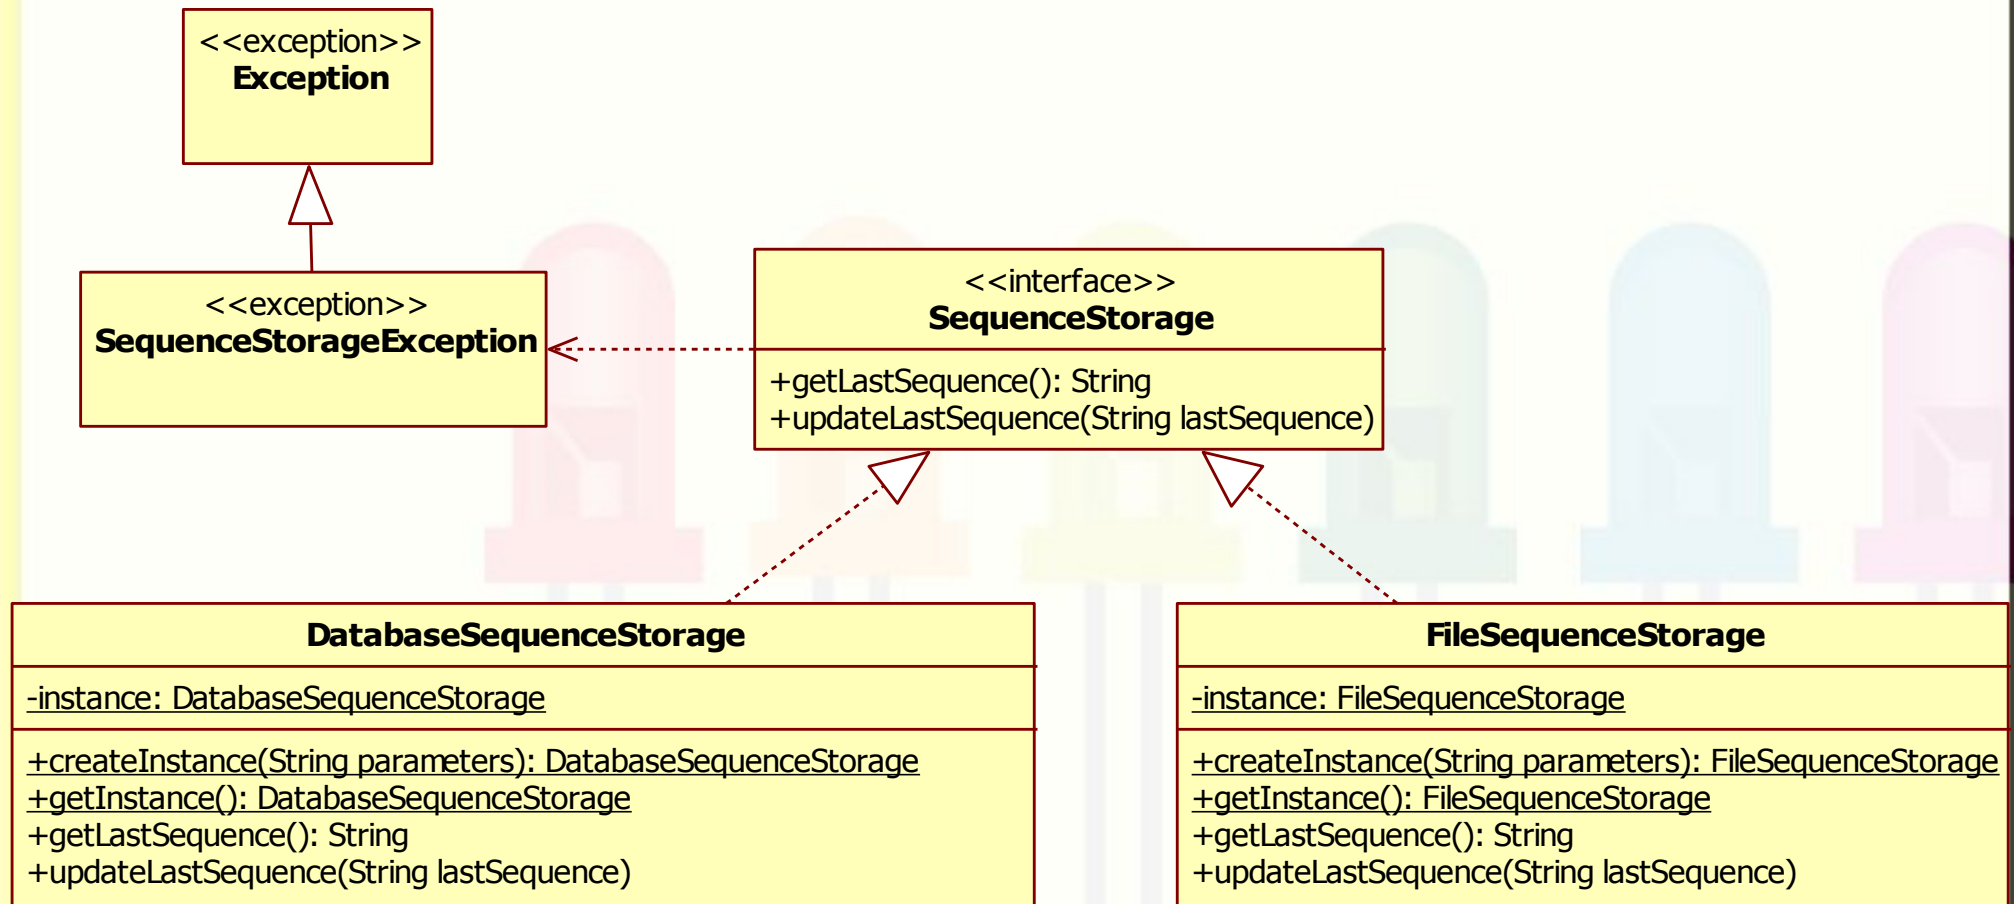 <<exception>>
Exception
<<exception>>
SequenceStorageException
<<interface>>
SequenceStorage
+getLastSequence(): String
+updateLastSequence(String lastSequence)
DatabaseSequenceStorage
-instance: DatabaseSequenceStorage
+createInstance(String parameters): DatabaseSequenceStorage
+getInstance(): DatabaseSequenceStorage
+getLastSequence(): String
+updateLastSequence(String lastSequence)
FileSequenceStorage
-instance: FileSequenceStorage
+createInstance(String parameters): FileSequenceStorage
+getInstance(): FileSequenceStorage
+getLastSequence(): String
+updateLastSequence(String lastSequence)